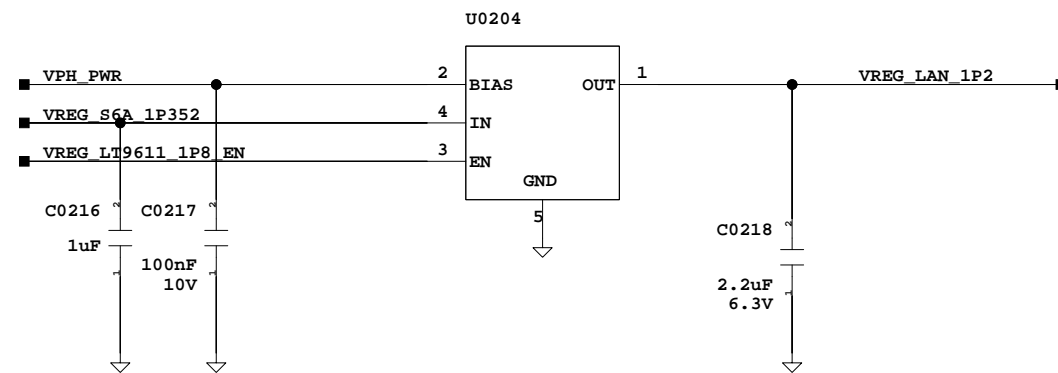 U0204
VPH_PWR
2
BIAS
OUT
1
VREG_LAN_1P2
VREG_S6A_1P352
4
IN
VREG_LT9611_1P8_EN
3
EN
GND
5
C0216
2
1uF
1
C0217
2
100nF
10V
1
C0218
2
2.2uF
6.3V
1